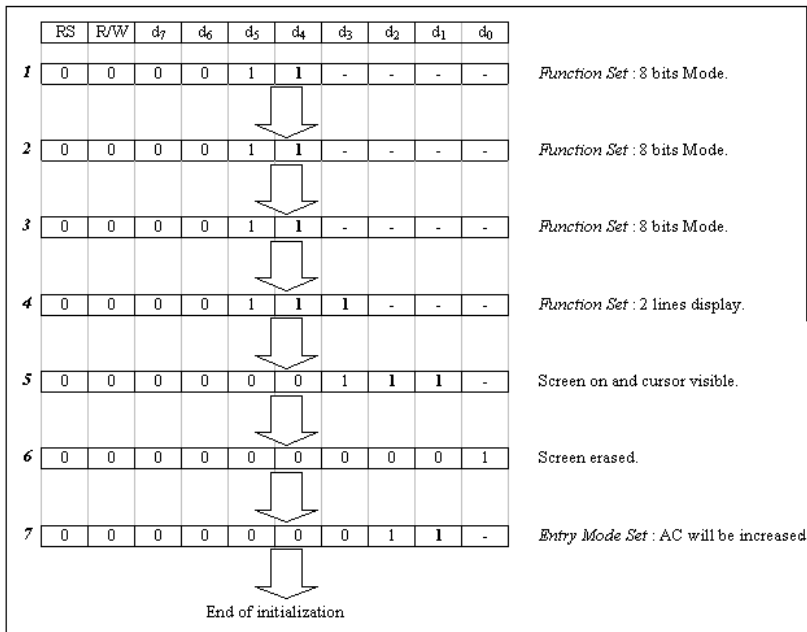 RS R/W d7 d6 d5 d4 d3 d2 d1 d0
1 0 0 0 0 1 1 - - - - Function Set : 8 bits Mode.
2 0 0 0 0 1 1 - - - - Function Set : 8 bits Mode.
3 0 0 0 0 1 1 - - - - Function Set : 8 bits Mode.
4 0 0 0 0 1 1 1 - - - Function Set : 2 lines display.
5 0 0 0 0 0 0 1 1 1 - Screen on and cursor visible.
6 0 0 0 0 0 0 0 0 0 1 Screen erased.
7 0 0 0 0 0 0 0 1 1 - Entry Mode Set : AC will be increased
End of initialization